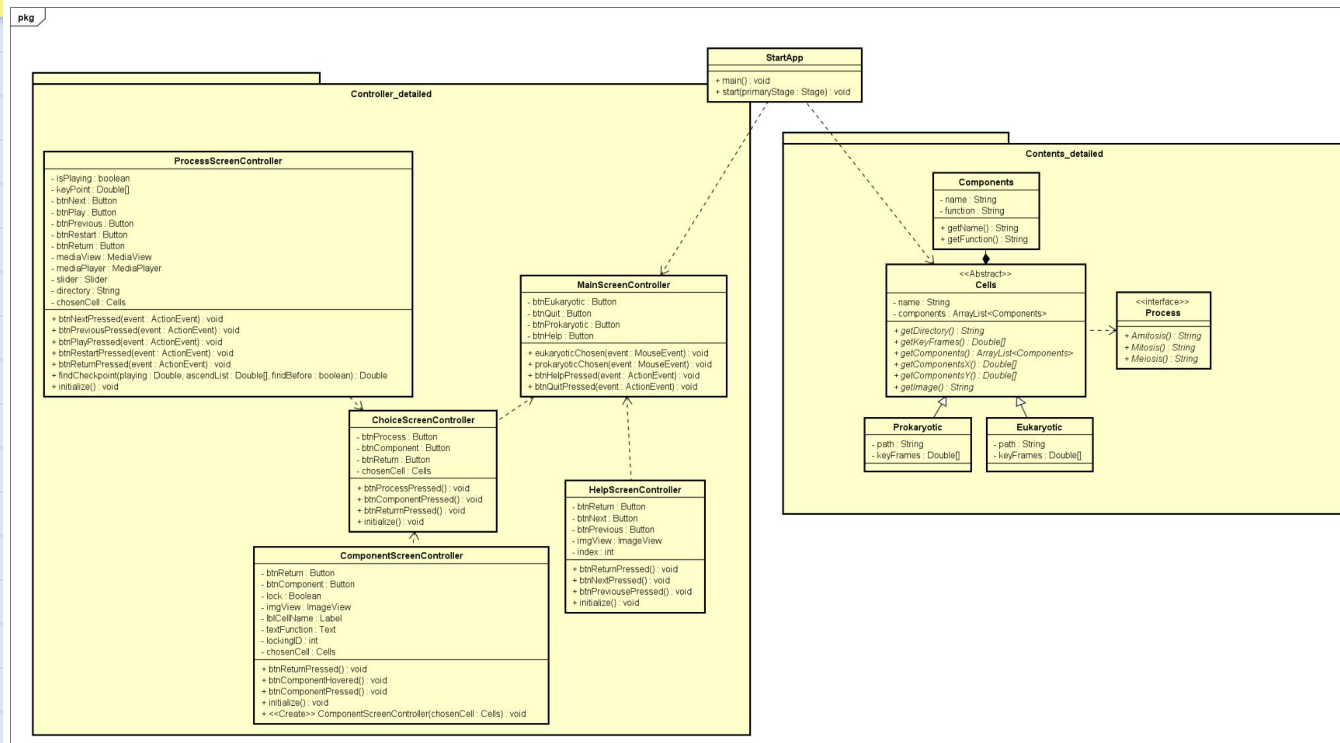 pkg
StartApp
+ main() : void
+ start(primaryStage : Stage) : void
Controller_detailed
ProcessScreenController
- isPlaying : boolean
- keyPoint : Double[]
- btnNext : Button
- btnPlay : Button
- btnPrevious : Button
- btnRestart : Button
- btnReturn : Button
- mediaView : MediaView
- mediaPlayer : MediaPlayer
- slider : Slider
- directory : String
- chosenCell : Cells
+ btnNextPressed(event : ActionEvent) : void
+ btnPreviousPressed(event : ActionEvent) : void
+ btnPlayPressed(event : ActionEvent) : void
+ btnRestartPressed(event : ActionEvent) : void
+ btnReturnPressed(event : ActionEvent) : void
+ findCheckpoint(playing : Double, ascendList : Double[], findBefore : boolean) : Double
+ initialize() : void
MainScreenController
- btnEukaryotic : Button
- btnQuit : Button
- btnProkaryotic : Button
- btnHelp : Button
+ eukaryoticChosen(event : MouseEvent) : void
+ prokaryoticChosen(event : MouseEvent) : void
+ btnHelpPressed(event : ActionEvent) : void
+ btnQuitPressed(event : ActionEvent) : void
ChoiceScreenController
- btnProcess : Button
- btnComponent : Button
- btnReturn : Button
- chosenCell : Cells
+ btnProcessPressed() : void
+ btnComponentPressed() : void
+ btnReturnPressed() : void
+ initialize() : void
HelpScreenController
- btnReturn : Button
- btnNext : Button
- btnPrevious : Button
- imgView : ImageView
- index : int
+ btnReturnPressed() : void
+ btnNextPressed() : void
+ btnPreviousePressed() : void
+ initialize() : void
ComponentScreenController
- btnReturn : Button
- btnComponent : Button
- lock : Boolean
- imgView : ImageView
- lblCellName : Label
- textFunction : Text
- lockingID : int
- chosenCell : Cells
+ btnReturnPressed() : void
+ btnComponentHovered() : void
+ btnComponentPressed() : void
+ initialize() : void
+ <<Create>> ComponentScreenController(chosenCell : Cells) : void
Contents_detailed
Components
- name : String
- function : String
+ getName() : String
+ getFunction() : String
<<Abstract>>
Cells
- name : String
- components : ArrayList<Components>
+ getDirectory() : String
+ getKeyFrames() : Double[]
+ getComponents() : ArrayList<Components>
+ getComponentsX() : Double[]
+ getComponentsY() : Double[]
+ getImage() : String
<<interface>>
Process
+ Amitosis() : String
+ Mitosis() : String
+ Meiosis() : String
Prokaryotic
- path : String
- keyFrames : Double[]
Eukaryotic
- path : String
- keyFrames : Double[]